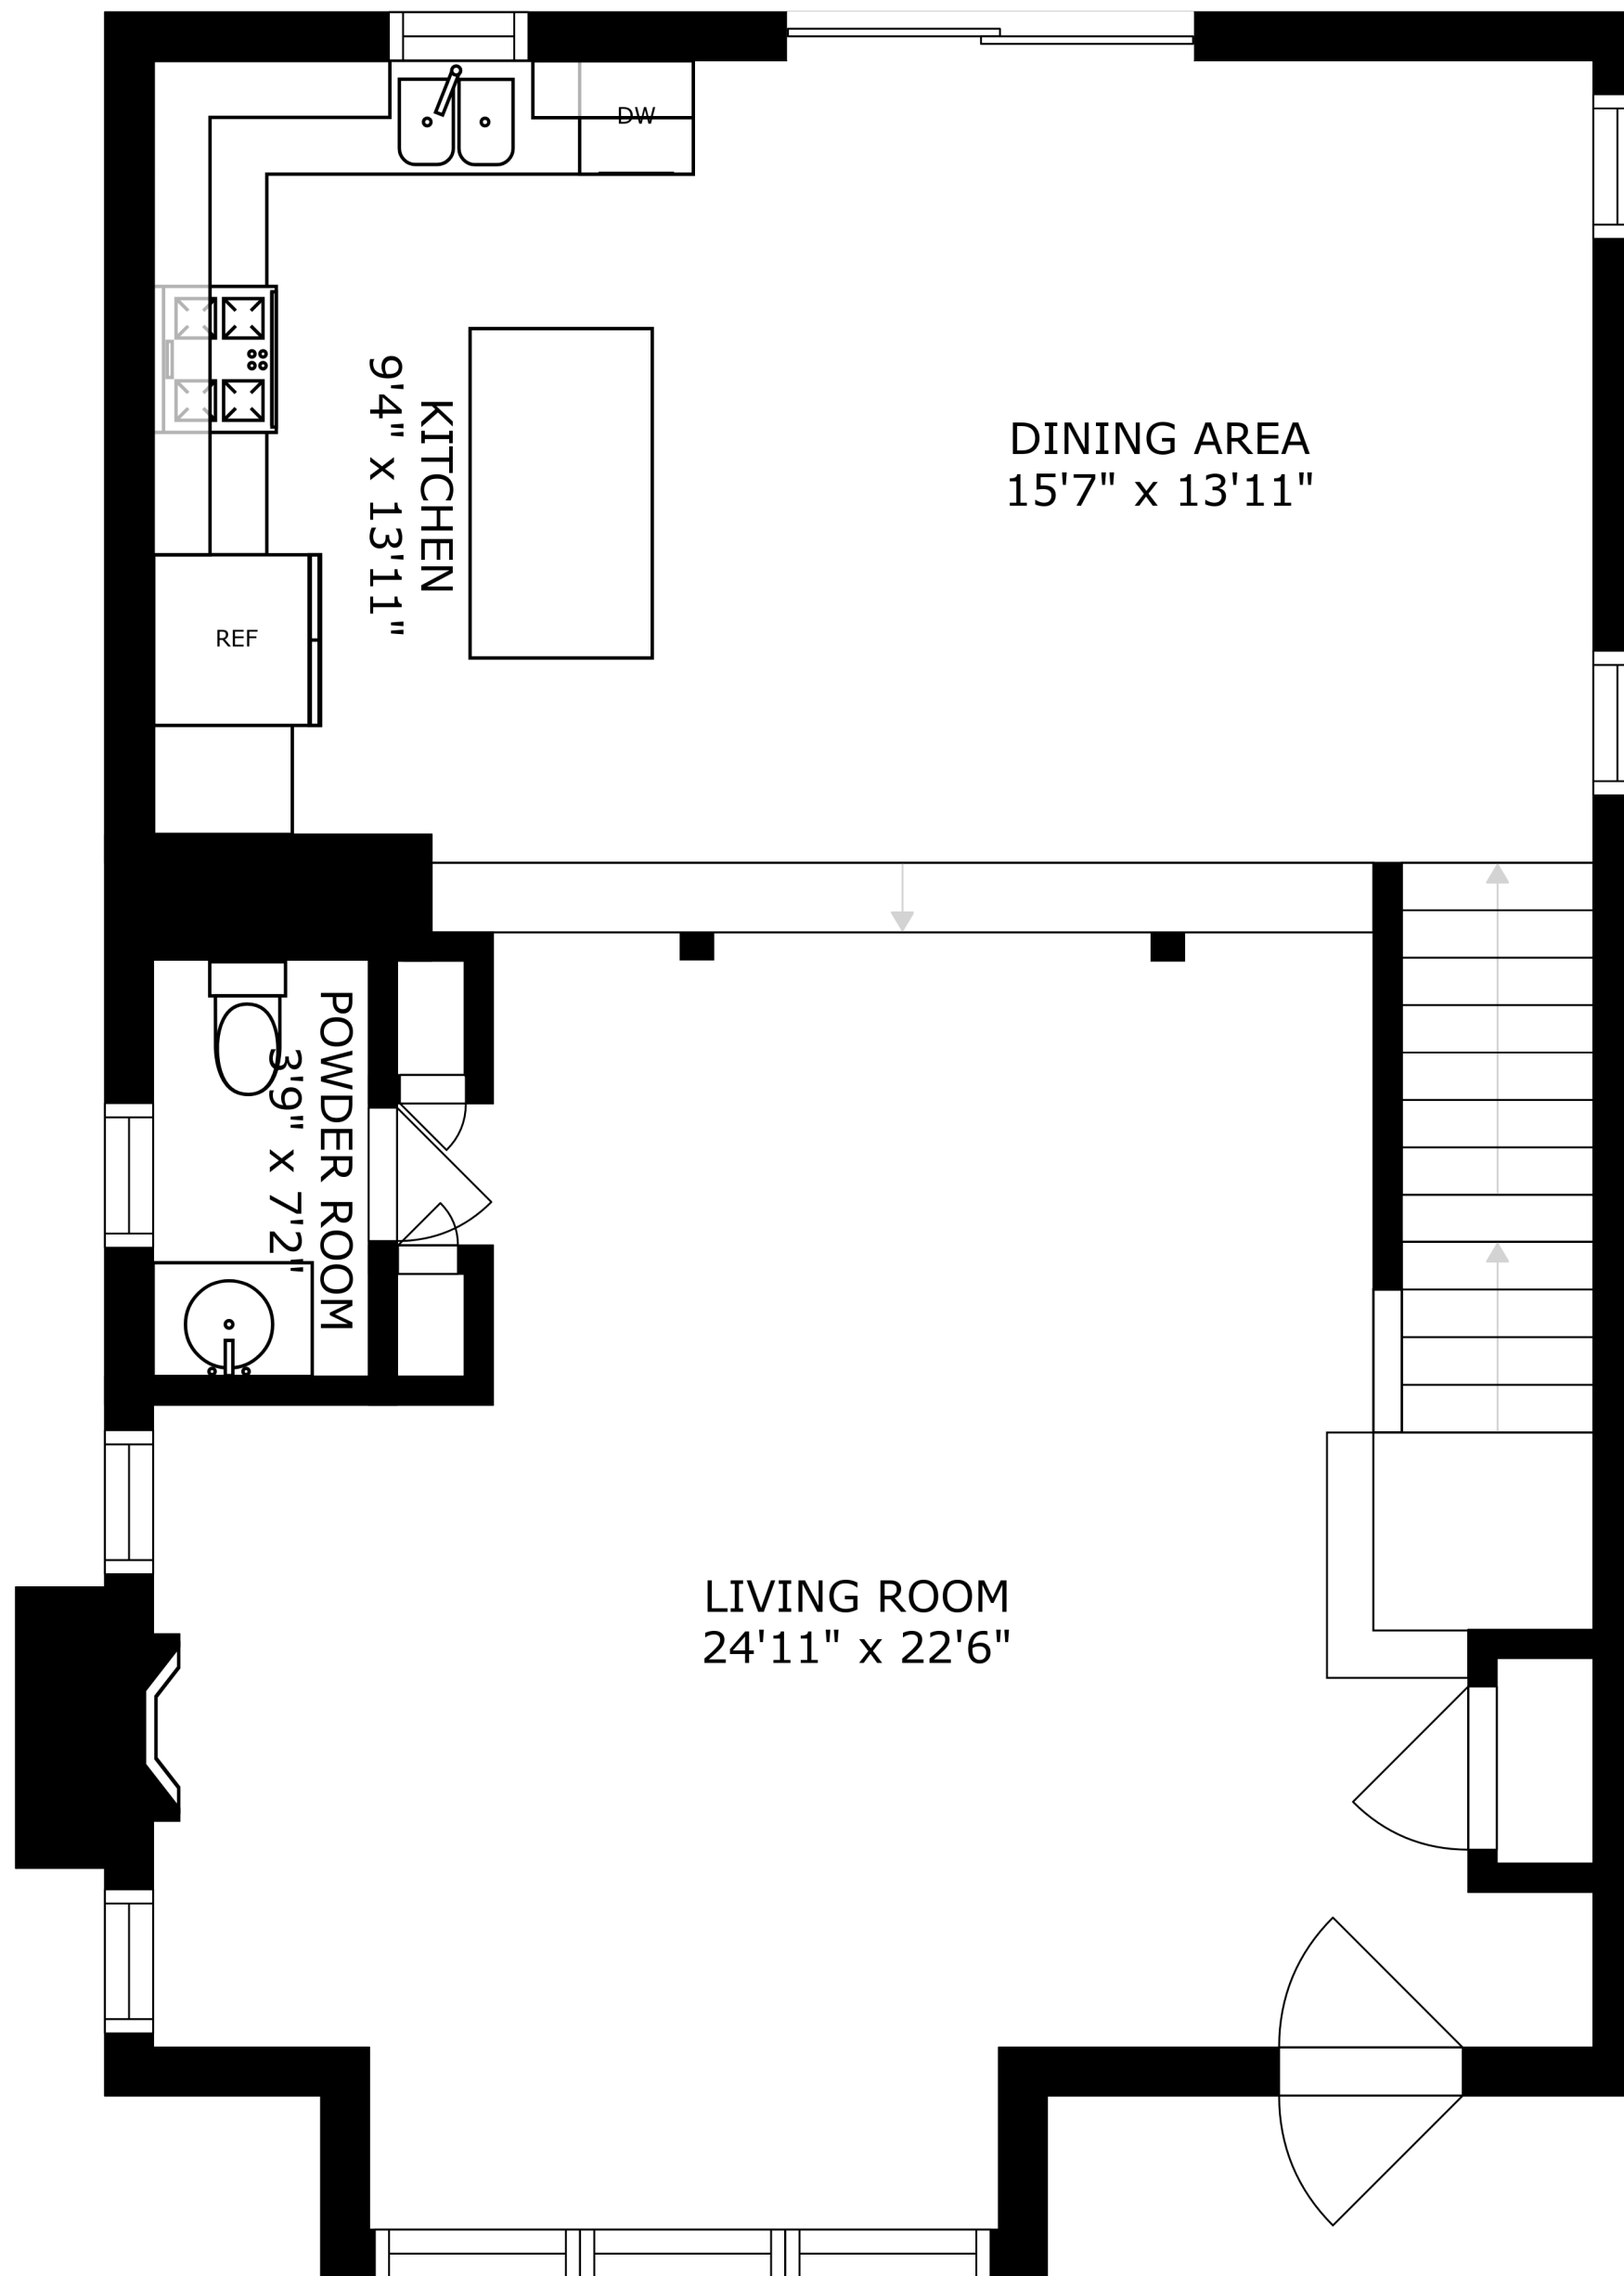 DW
KITCHEN
9'4" x 13'11"
DINING AREA
15'7" x 13'11"
REF
POWDER ROOM
3'9" x 7'2"
LIVING ROOM
24'11" x 22'6"